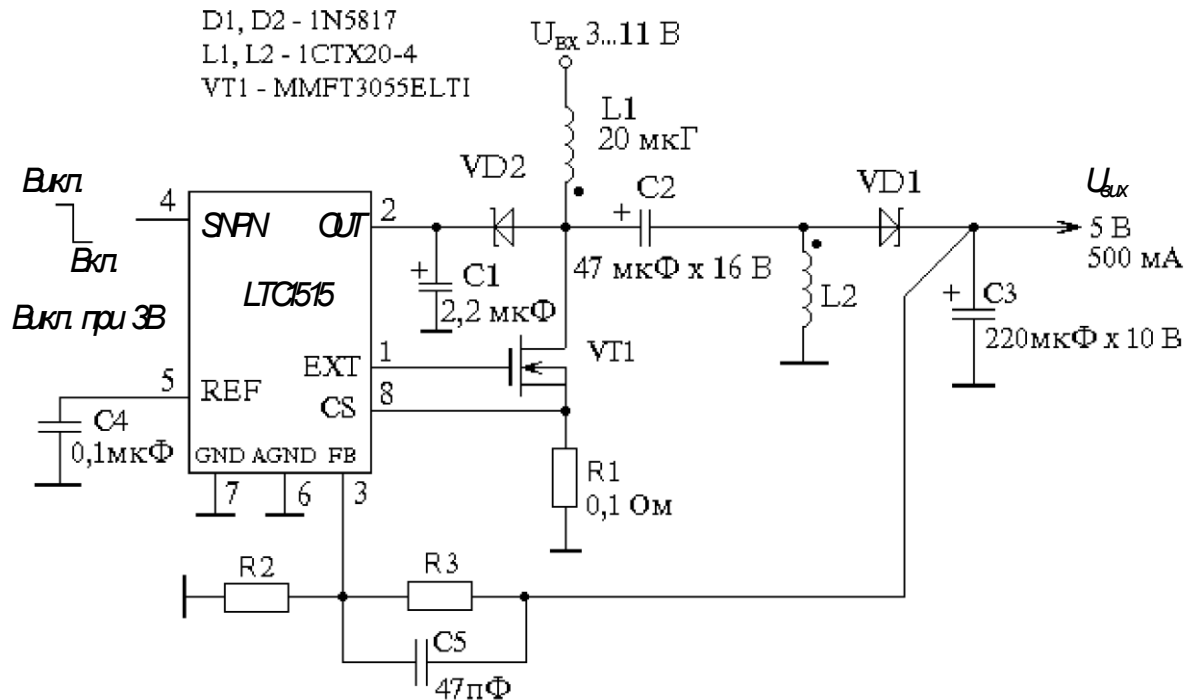 D1, D2 - 1N5817
L1, L2 - 1CTX20-4
VT1 - MMFT3055ELTI
UВХ 3...11 В
L1
20 мкГ
VD2
C2
VD1
Uвих
Викл.
4
SNPN
OUT
2
+
5 В
500 мА
Вкл.
+
C1
2,2 мкФ
47 мкФ х 16 В
L2
+
C3
220мкФ х 10 В
LTC1515
Викл. при 3В
EXT
1
VT1
5
REF
CS
8
C4
0,1мкФ
GND
AGND
FB
7
6
3
R1
0,1 Ом
R2
R3
C5
47пФ